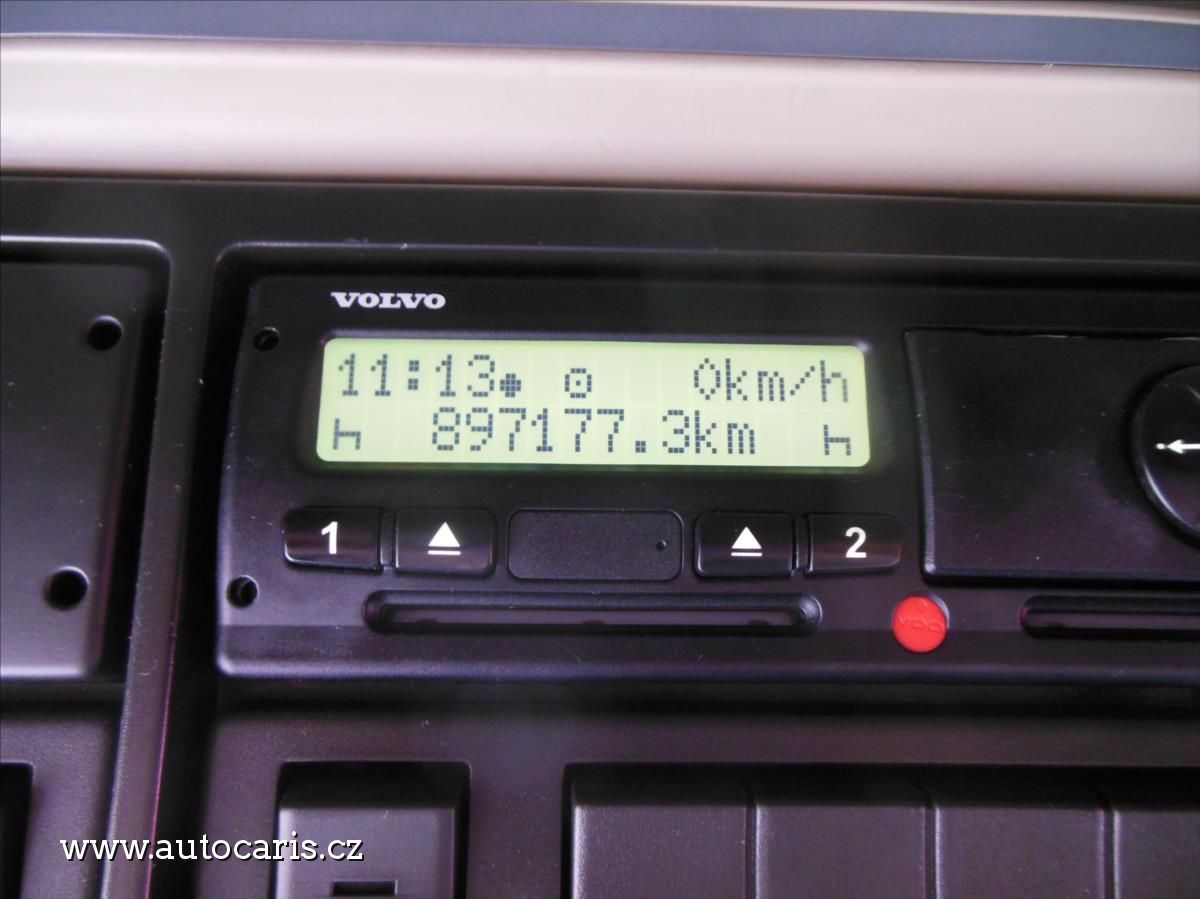 VOLVO
11:13 0km/h
h 897177.3km h
1 2
VDO
www.autocaris.cz